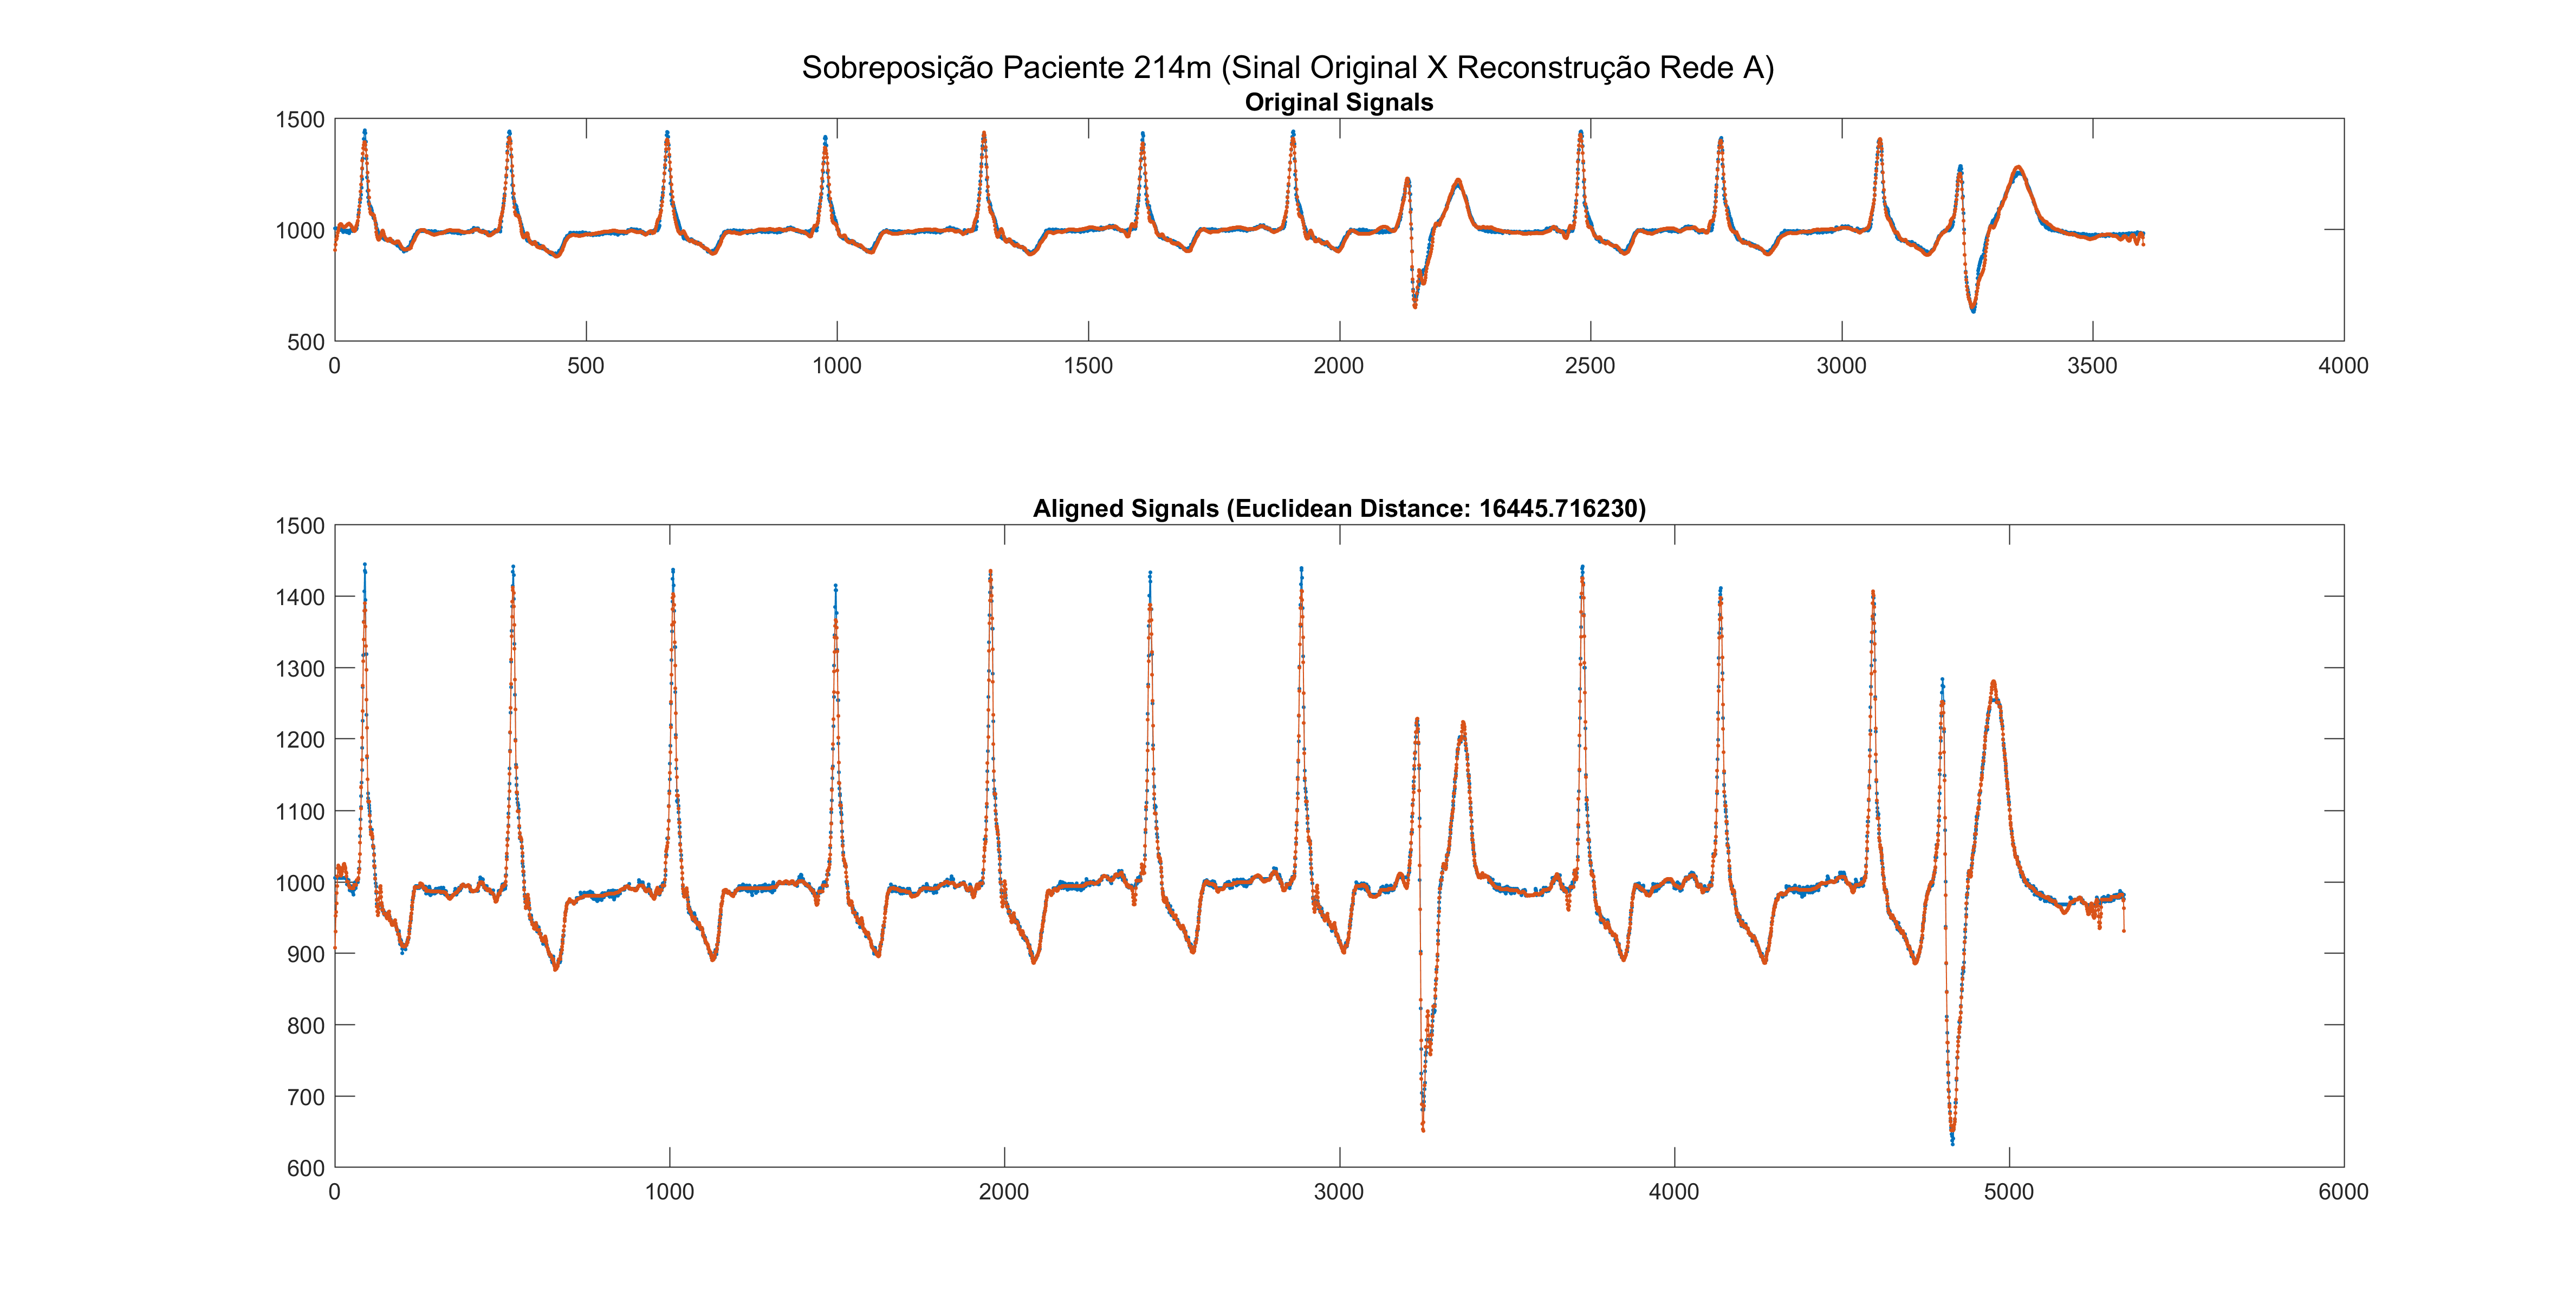 Sobreposição Paciente 214m (Sinal Original X Reconstrução Rede A)
Original Signals
1500
1000
500
0 500 1000 1500 2000 2500 3000 3500 4000
Aligned Signals (Euclidean Distance: 16445.716230)
1500
1400
1300
1200
1100
1000
900
800
700
600
0 1000 2000 3000 4000 5000 6000